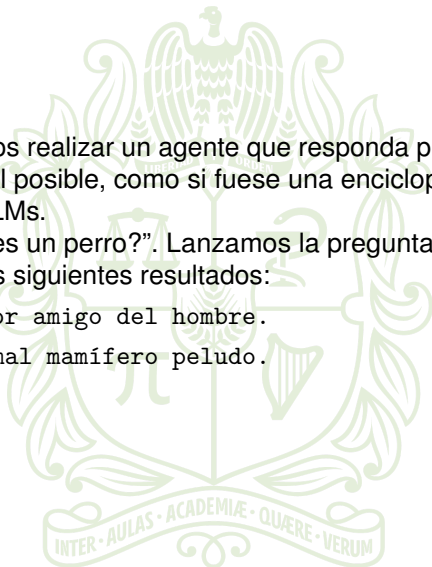 os realizar un agente que responda p
l posible, como si fuese una enciclop
LMs.
es un perro?”. Lanzamos la pregunta
s siguientes resultados:
or amigo del hombre.
nal mamífero peludo.
INTER · AULAS · ACADEMIÆ · QUÆRE · VERUM